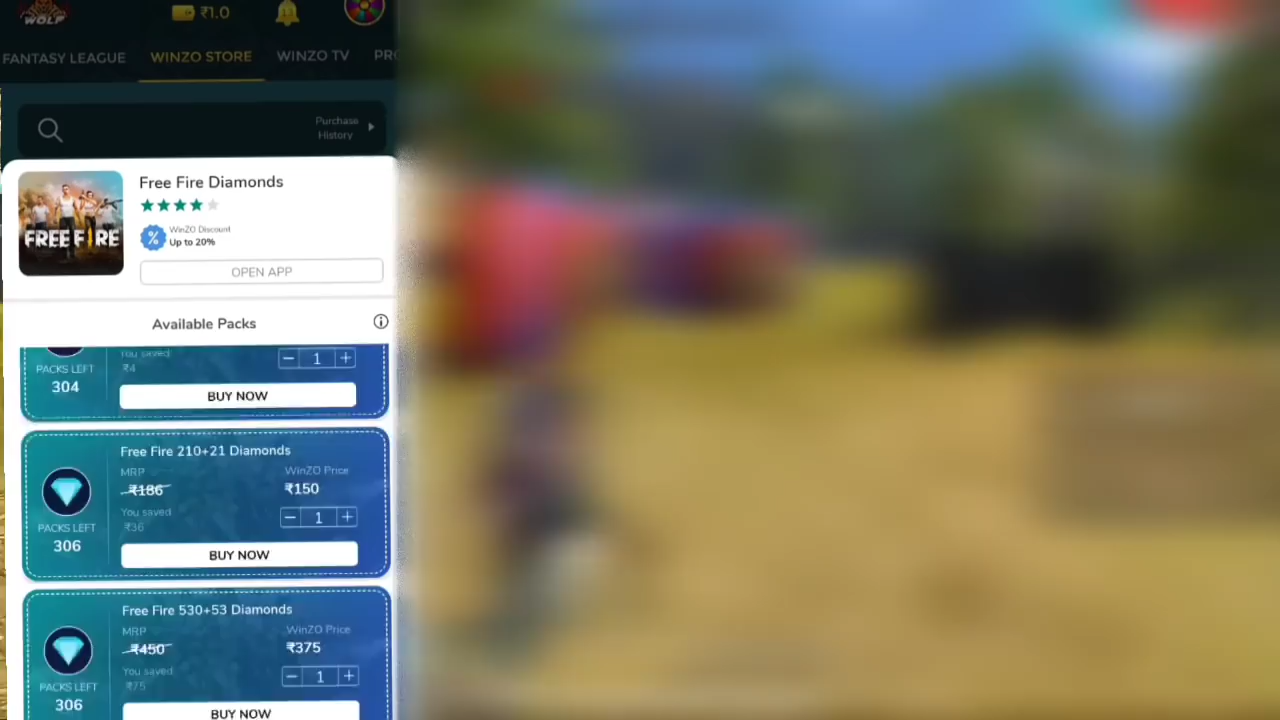 WOLF
₹1.0
FANTASY LEAGUE
WINZO STORE
WINZO TV
PRO
Purchase
History
Free Fire Diamonds
WinZO Discount
Up to 20%
FREE FIRE
OPEN APP
Available Packs
You saved
₹4
PACKS LEFT
304
1
BUY NOW
Free Fire 210+21 Diamonds
MRP
WinZO Price
₹186
₹150
You saved
₹36
1
PACKS LEFT
306
BUY NOW
Free Fire 530+53 Diamonds
MRP
WinZO Price
₹450
₹375
You saved
₹75
1
PACKS LEFT
306
BUY NOW